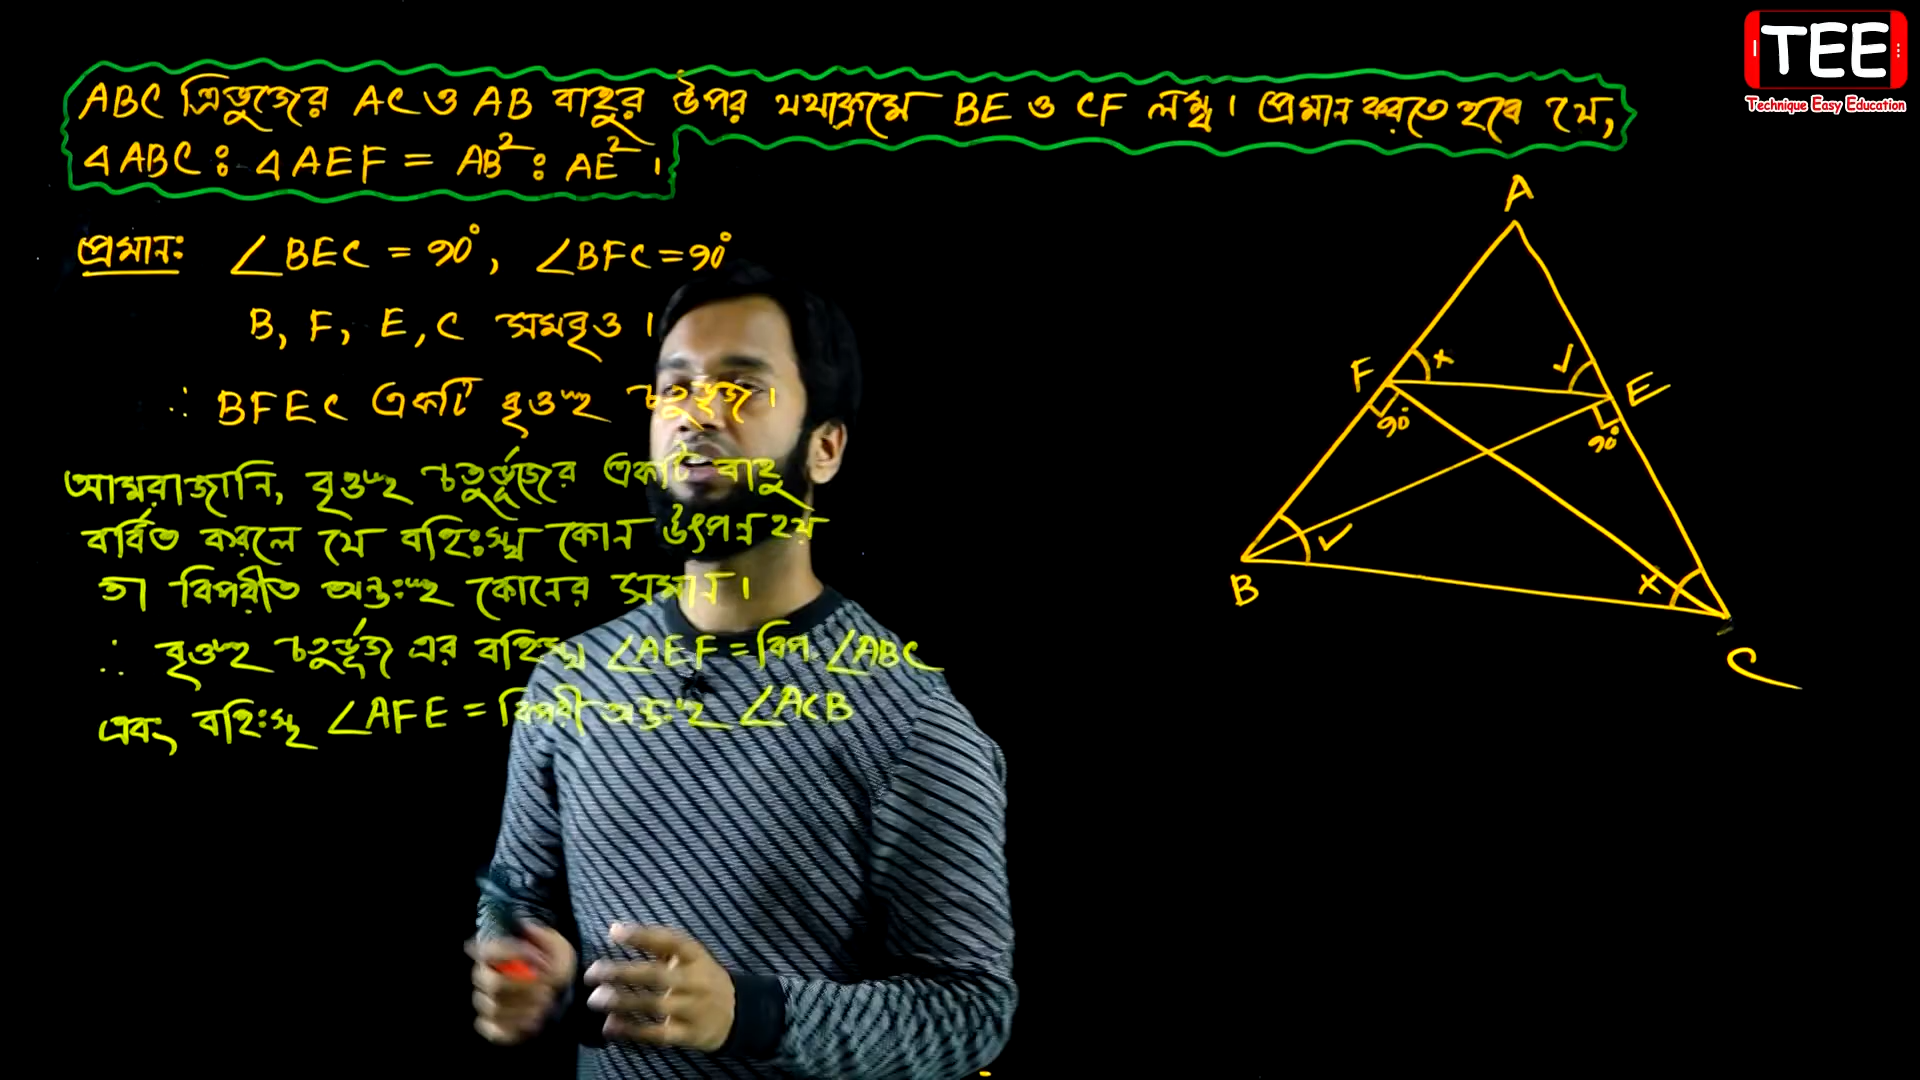 TEE
Technique Easy Education
ABC ত্রিভুজের AC ও AB বাহুর উপর যথাক্রমে BE ও CF লম্ব। প্রমান করতে হবে যে,
△ABC : △AEF = AB² : AE² ।
প্রমান: ∠BEC = 90°, ∠BFC = 90°
B, F, E, C সমবৃত্ত ।
∴ BFEC একটি বৃত্তস্থ চতুর্ভুজ।
আমরা জানি, বৃত্তস্থ চতুর্ভূজের একটি বাহু
বর্ধিত করলে যে বহিঃস্থ কোন উৎপন্ন হয়
তা বিপরীত অন্তঃস্থ কোনের সমান।
∴ বৃত্তস্থ চতুর্ভূজ এর বহিঃস্থ ∠AEF = বিপ. ∠ABC
এবং বহিঃস্থ ∠AFE = বিপরী অন্তঃস্থ ∠ACB
A
F x ✓ E
90° 90°
B ✓ x
C